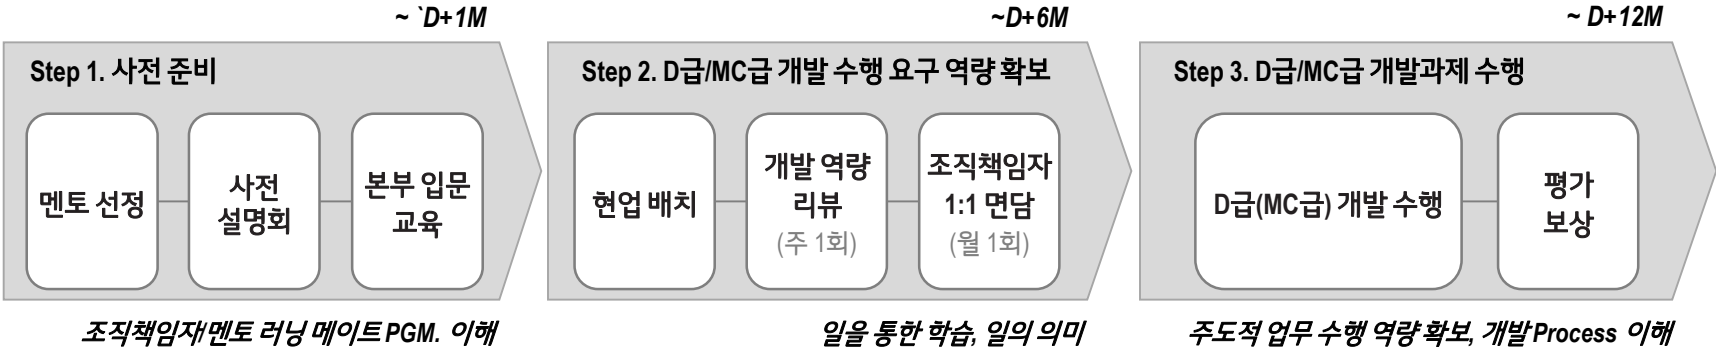 ~ `D+1M
~D+6M
~ D+12M
Step 1. 사전 준비
멘토 선정
사전
설명회
본부 입문
교육
조직책임자/멘토 러닝 메이트 PGM. 이해
Step 2. D급/MC급 개발 수행 요구 역량 확보
현업 배치
개발 역량
리뷰
(주 1회)
조직책임자
1:1 면담
(월 1회)
일을 통한 학습, 일의 의미
Step 3. D급/MC급 개발과제 수행
D급(MC급) 개발 수행
평가
보상
주도적 업무 수행 역량 확보, 개발 Process 이해